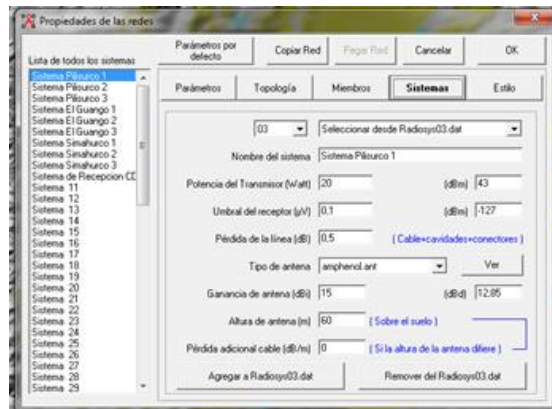 Propiedades de las redes
Parámetros por defecto
Copiar Red
Pegar Red
Cancelar
OK
Lista de todos los sistemas
Sistema Pilisurco 1
Sistema Pilisurco 2
Sistema Pilisurco 3
Sistema El Guango 1
Sistema El Guango 2
Sistema El Guango 3
Sistema Simahurco 1
Sistema Simahurco 2
Sistema Simahurco 3
Sistema de Recepcion CC
Sistema 11
Sistema 12
Sistema 13
Sistema 14
Sistema 15
Sistema 16
Sistema 17
Sistema 18
Sistema 19
Sistema 20
Sistema 21
Sistema 22
Sistema 23
Sistema 24
Sistema 25
Sistema 26
Sistema 27
Sistema 28
Sistema 29
Parámetros
Topología
Miembros
Sistemas
Estilo
03
Seleccionar desde Radiosys03.dat
Nombre del sistema Sistema Pilisurco 1
Potencia del Transmisor (Watt) 20 (dBm) 43
Umbral del receptor (µV) 0,1 (dBm) -127
Pérdida de la línea (dB) 0,5 ( Cable+cavidades+conectores )
Tipo de antena amphenol.ant Ver
Ganancia de antena (dBi) 15 (dBd) 12,85
Altura de antena (m) 60 ( Sobre el suelo )
Pérdida adicional cable (dB/m) 0 ( Si la altura de la antena difiere )
Agregar a Radiosys03.dat
Remover del Radiosys03.dat